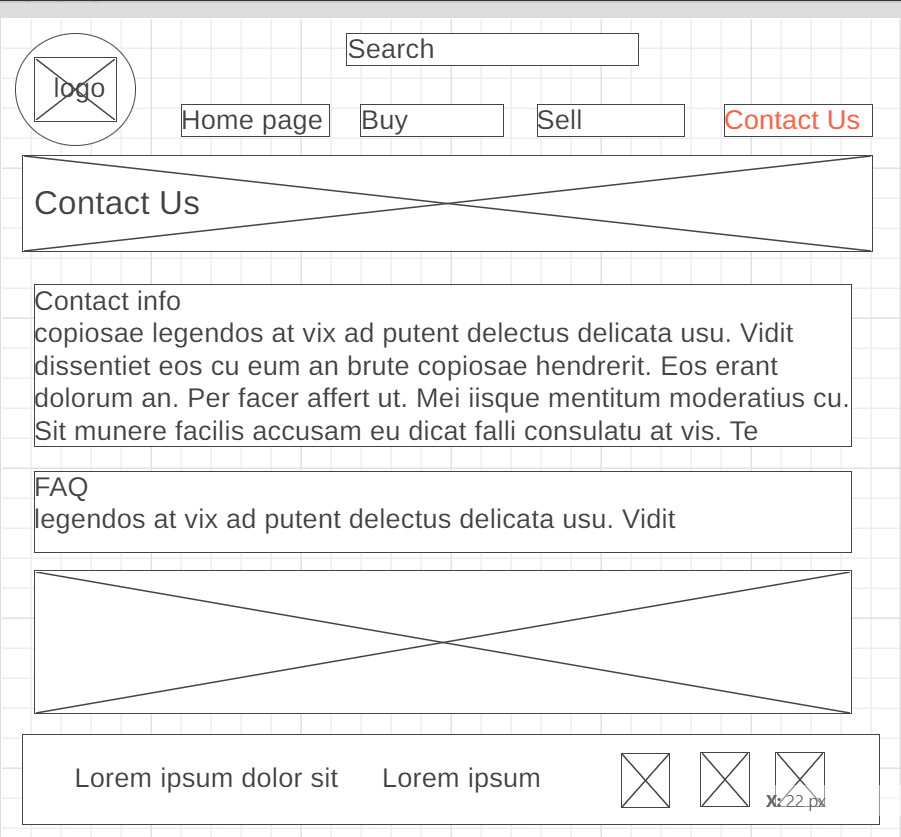 Search
logo
Home page
Buy
Sell
Contact Us
Contact Us
Contact info
copiosae legendos at vix ad putent delectus delicata usu. Vidit
dissentiet eos cu eum an brute copiosae hendrerit. Eos erant
dolorum an. Per facer affert ut. Mei iisque mentitum moderatius cu.
Sit munere facilis accusam eu dicat falli consulatu at vis. Te
FAQ
legendos at vix ad putent delectus delicata usu. Vidit
Lorem ipsum dolor sit
Lorem ipsum
X: 22 px